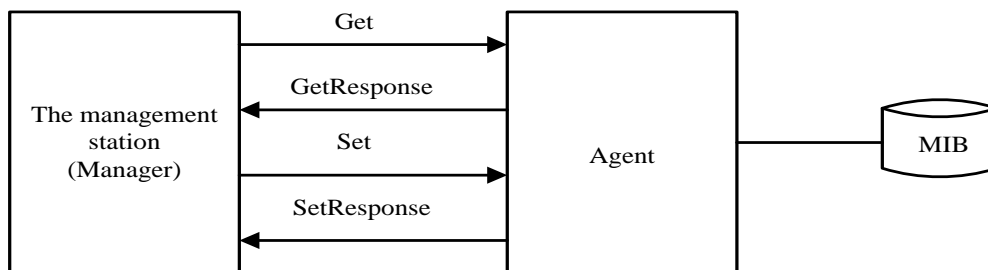 Get
GetResponse
The management
station
(Manager)
Set
SetResponse
Agent
MIB